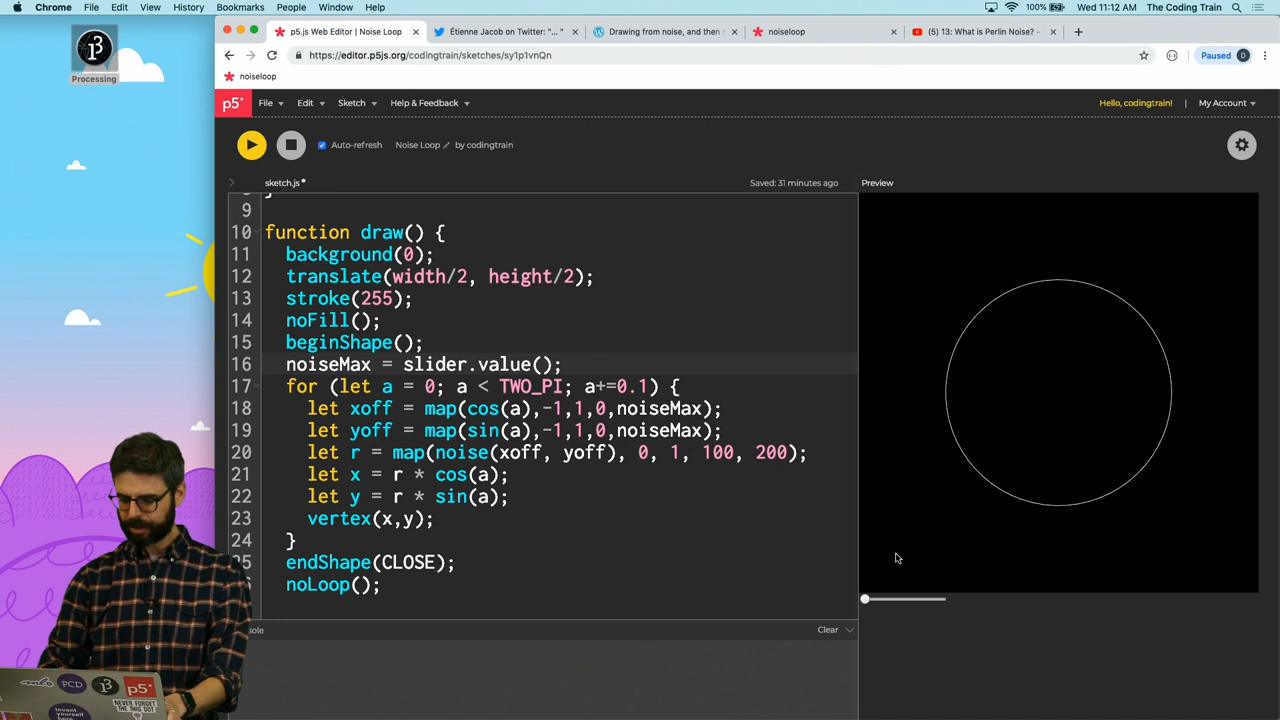 Chrome File Edit View History Bookmarks People Window Help 100% Wed 11:12 AM The Coding Train
Processing
p5.js Web Editor | Noise Loop
Étienne Jacob on Twitter: "... "
Drawing from noise, and then
noiseloop
(5) 13: What is Perlin Noise? -
https://editor.p5js.org/codingtrain/sketches/sy1p1vnQn
Paused D
noiseloop
p5* File Edit Sketch Help & Feedback Hello, codingtrain! | My Account
Auto-refresh Noise Loop by codingtrain
sketch.js Saved: 31 minutes ago Preview
9
10 function draw() {
11 background(0);
12 translate(width/2, height/2);
13 stroke(255);
14 noFill();
15 beginShape();
16 noiseMax = slider.value();
17 for (let a = 0; a < TWO_PI; a+=0.1) {
18 let xoff = map(cos(a),-1,1,0,noiseMax);
19 let yoff = map(sin(a),-1,1,0,noiseMax);
20 let r = map(noise(xoff, yoff), 0, 1, 100, 200);
21 let x = r * cos(a);
22 let y = r * sin(a);
23 vertex(x,y);
24 }
25 endShape(CLOSE);
noLoop();
Clear
PCD
p5*
NEVER FORGET THE THIS DOT